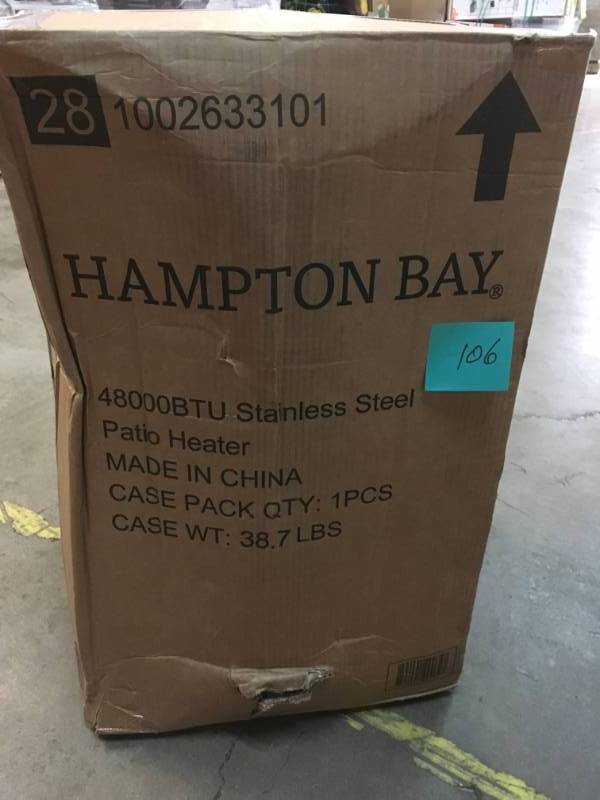 28 1002633101
HAMPTON BAY®
106
48000BTU Stainless Steel
Patio Heater
MADE IN CHINA
CASE PACK QTY: 1PCS
CASE WT: 38.7 LBS